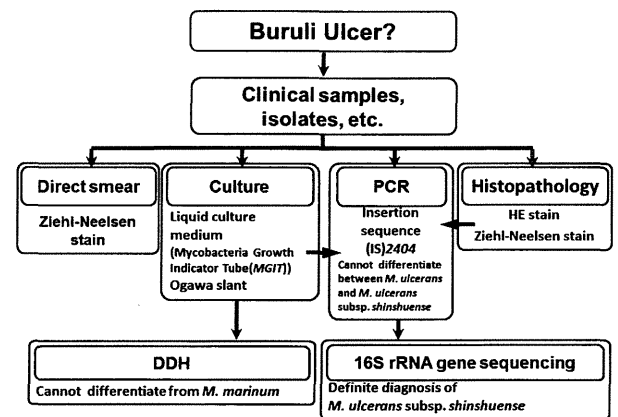 Buruli Ulcer?
Clinical samples,
isolates, etc.
Direct smear
Ziehl-Neelsen
stain
Culture
Liquid culture
medium
(Mycobacteria Growth
Indicator Tube(MGIT))
Ogawa slant
PCR
Insertion
sequence
(IS)2404
Cannot differentiate
between M. ulcerans
and M. ulcerans
subsp. shinshuense
Histopathology
HE stain
Ziehl-Neelsen stain
DDH
Cannot differentiate from M. marinum
16S rRNA gene sequencing
Definite diagnosis of
M. ulcerans subsp. shinshuense